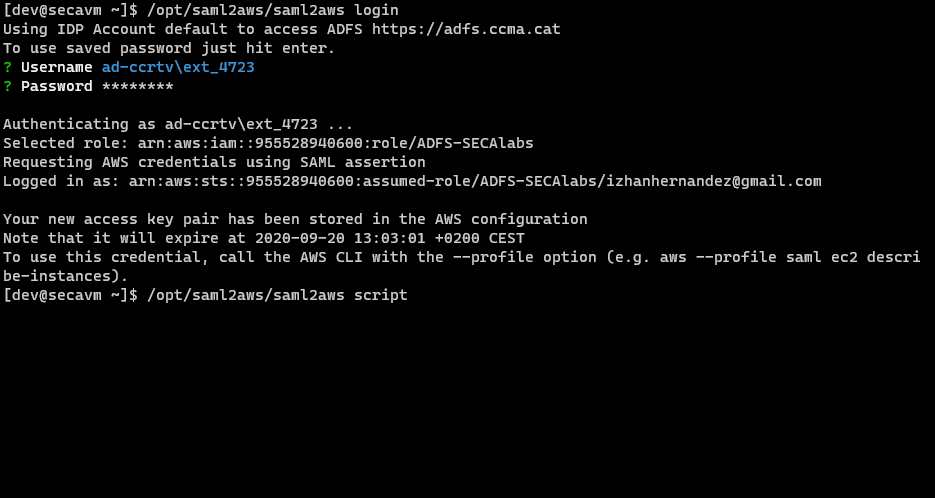 [dev@secavm ~]$ /opt/saml2aws/saml2aws login
Using IDP Account default to access ADFS https://adfs.ccma.cat
To use saved password just hit enter.
? Username ad-ccrtv\ext_4723
? Password ********
Authenticating as ad-ccrtv\ext_4723 ...
Selected role: arn:aws:iam::955528940600:role/ADFS-SECAlabs
Requesting AWS credentials using SAML assertion
Logged in as: arn:aws:sts::955528940600:assumed-role/ADFS-SECAlabs/izhanhernandez@gmail.com
Your new access key pair has been stored in the AWS configuration
Note that it will expire at 2020-09-20 13:03:01 +0200 CEST
To use this credential, call the AWS CLI with the --profile option (e.g. aws --profile saml ec2 descri
be-instances).
[dev@secavm ~]$ /opt/saml2aws/saml2aws script